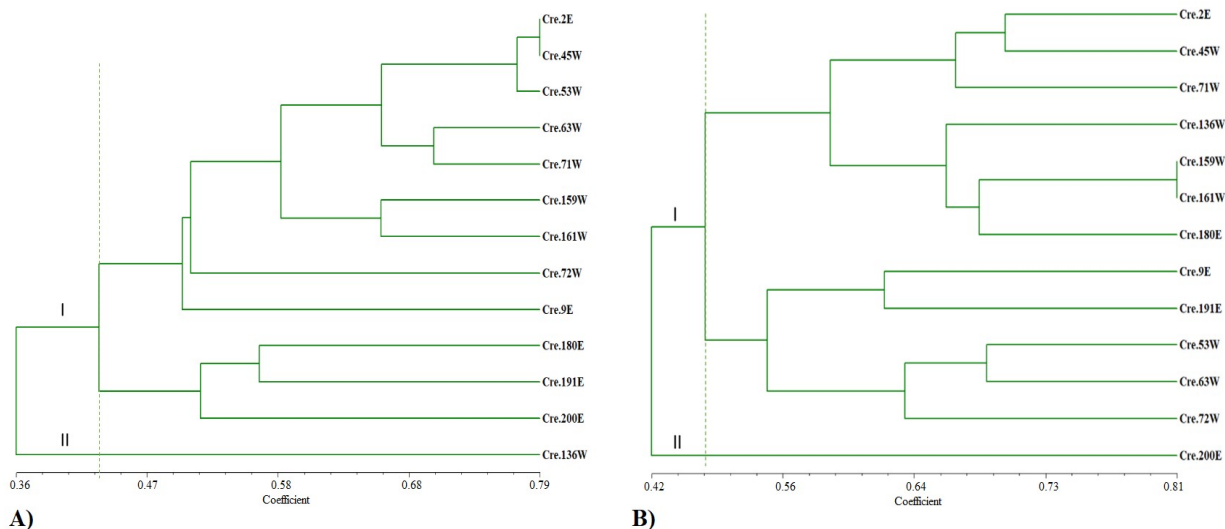 Cre.2E
Cre.45W
Cre.53W
Cre.63W
Cre.71W
Cre.159W
Cre.161W
Cre.72W
Cre.9E
I
Cre.180E
Cre.191E
Cre.200E
II
Cre.136W
0.36 0.47 0.58 0.68 0.79
Coefficient
A)
Cre.2E
Cre.45W
Cre.71W
Cre.136W
Cre.159W
Cre.161W
I
Cre.180E
Cre.9E
Cre.191E
Cre.53W
Cre.63W
Cre.72W
II
Cre.200E
0.42 0.56 0.64 0.73 0.81
Coefficient
B)